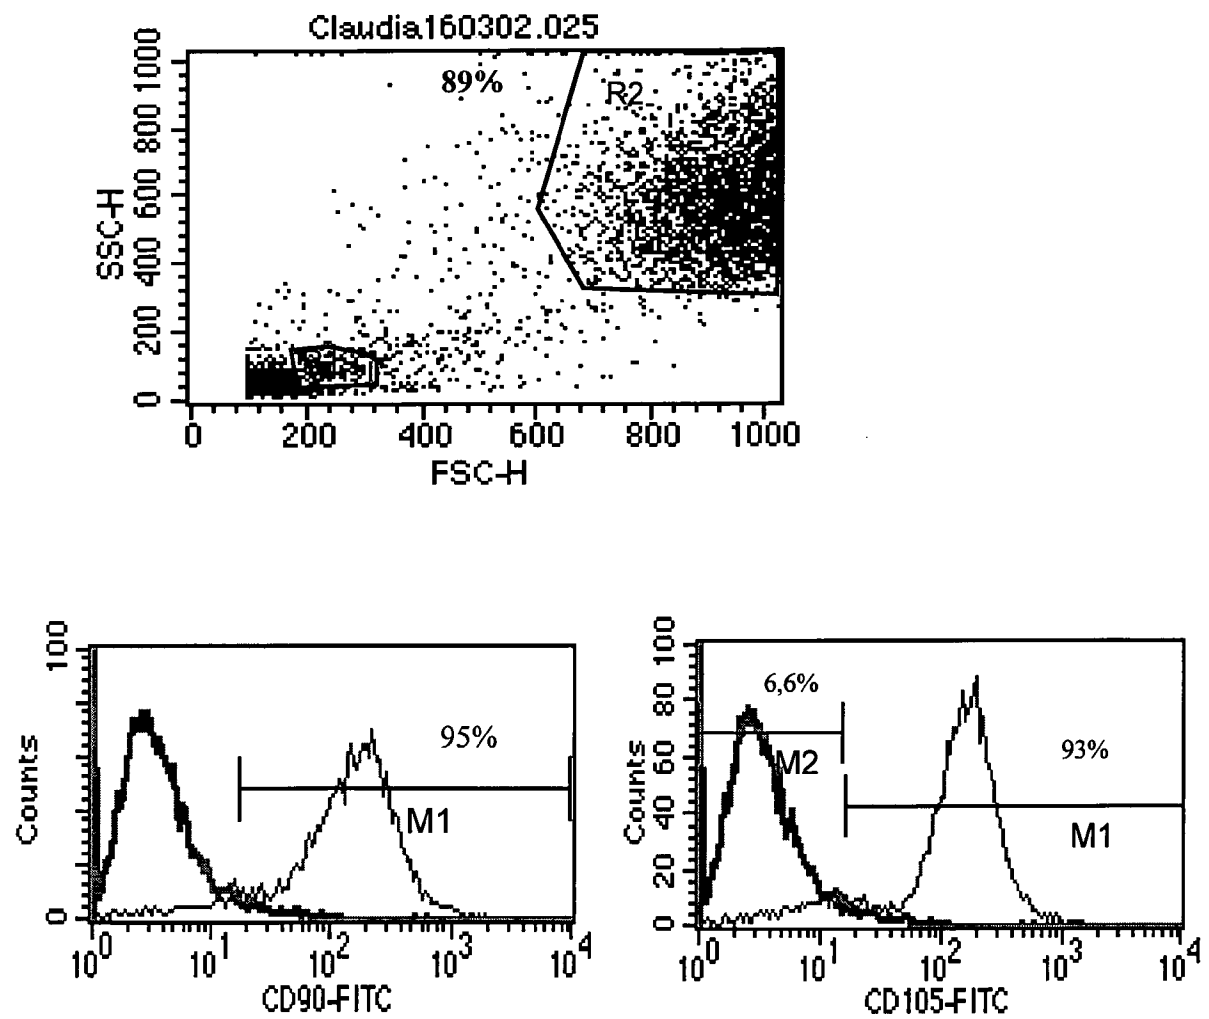 Claudia160302.025
89%
R2
SSC-H
1000
800
600
400
200
0
0 200 400 600 800 1000
FSC-H
100
0
Counts
95%
M1
10^0 10^1 10^2 10^3 10^4
CD90-FITC
100
80
60
40
20
0
Counts
6,6%
M2
93%
M1
10^0 10^1 10^2 10^3 10^4
CD105-FITC